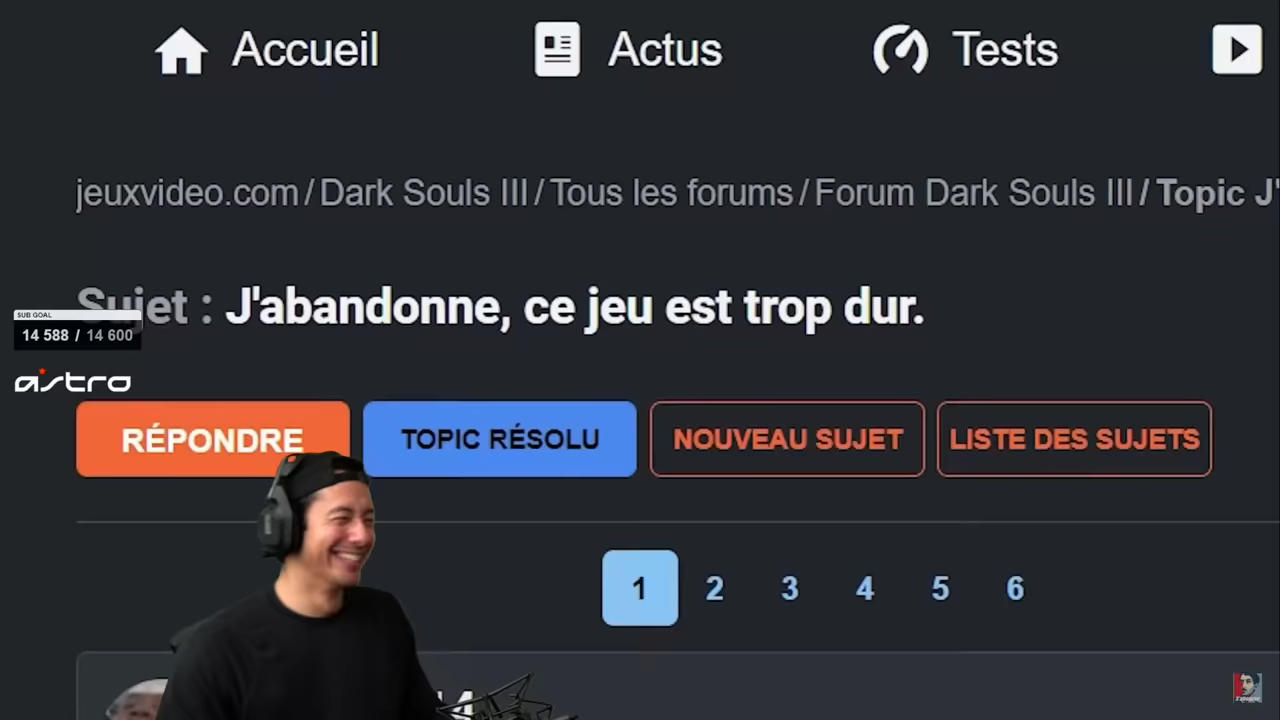 Accueil Actus Tests
jeuxvideo.com / Dark Souls III / Tous les forums / Forum Dark Souls III / Topic J'
Sujet : J'abandonne, ce jeu est trop dur.
SUB GOAL
14 588 / 14 600
astro
RÉPONDRE TOPIC RÉSOLU NOUVEAU SUJET LISTE DES SUJETS
1 2 3 4 5 6